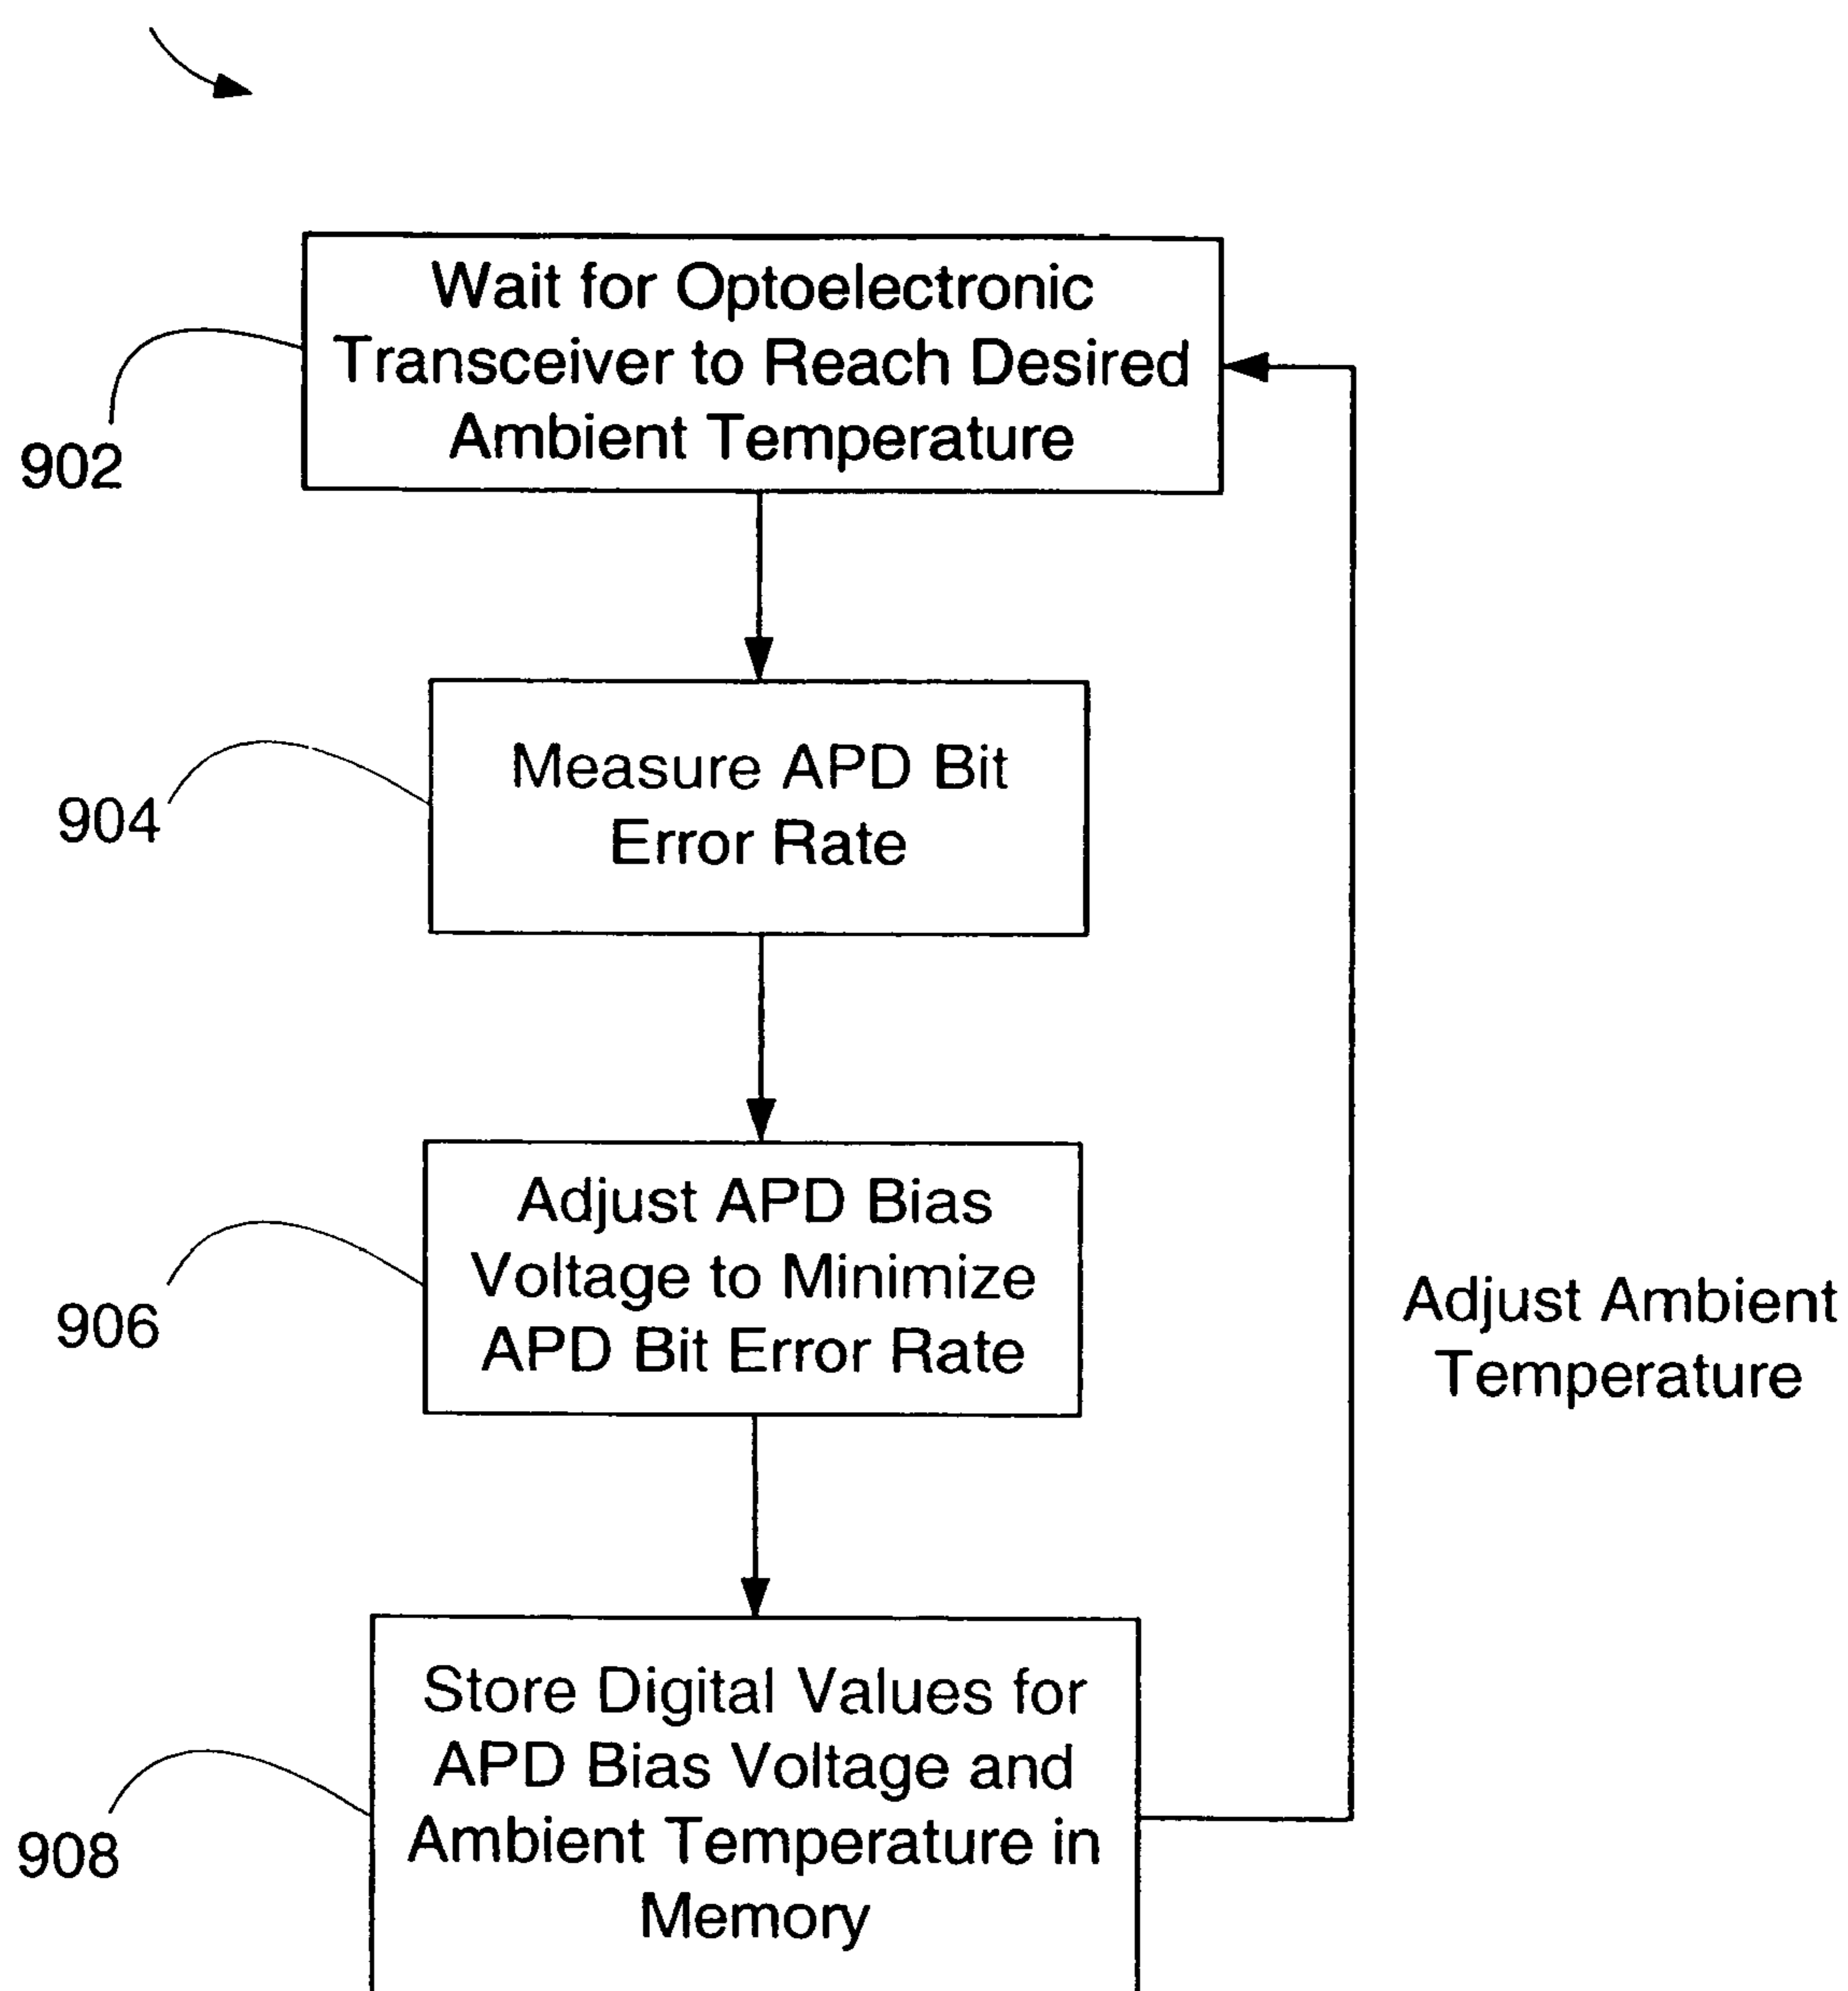 Wait for Optoelectronic
Transceiver to Reach Desired
Ambient Temperature
902
Measure APD Bit
Error Rate
904
Adjust APD Bias
Voltage to Minimize
APD Bit Error Rate
906
Adjust Ambient
Temperature
Store Digital Values for
APD Bias Voltage and
Ambient Temperature in
Memory
908